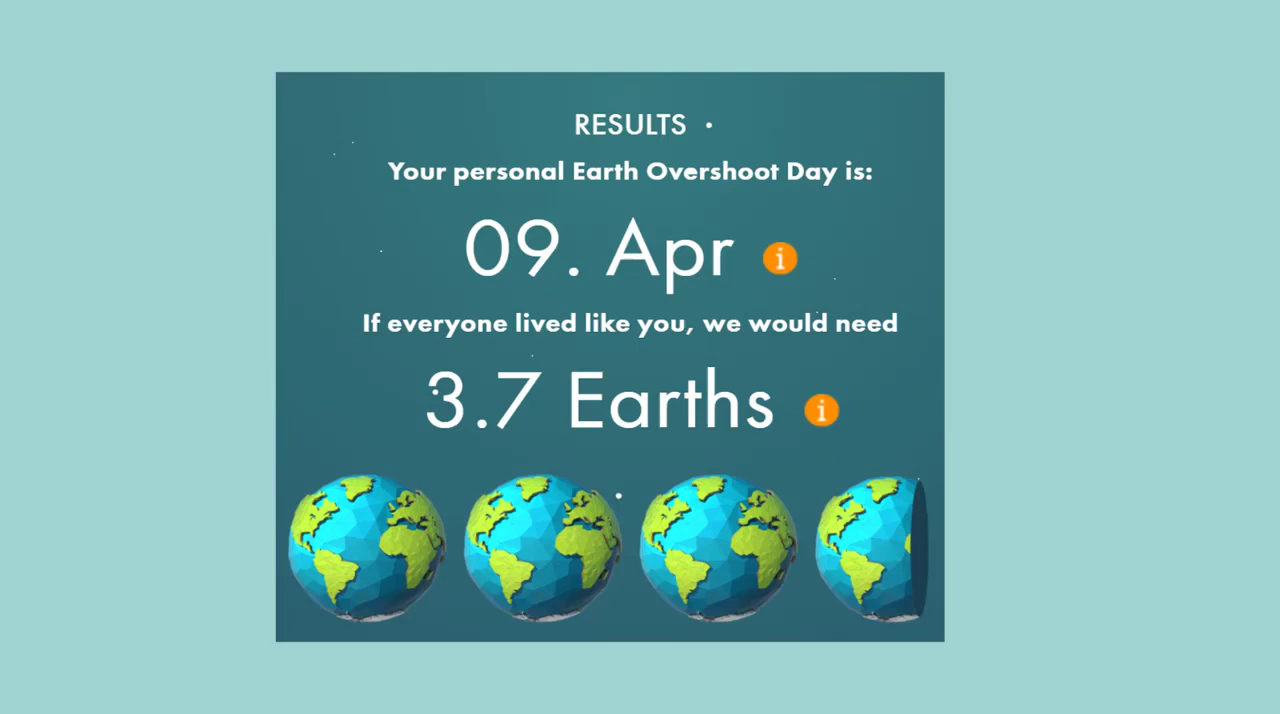 RESULTS
Your personal Earth Overshoot Day is:
09. Apr i
If everyone lived like you, we would need
3.7 Earths i